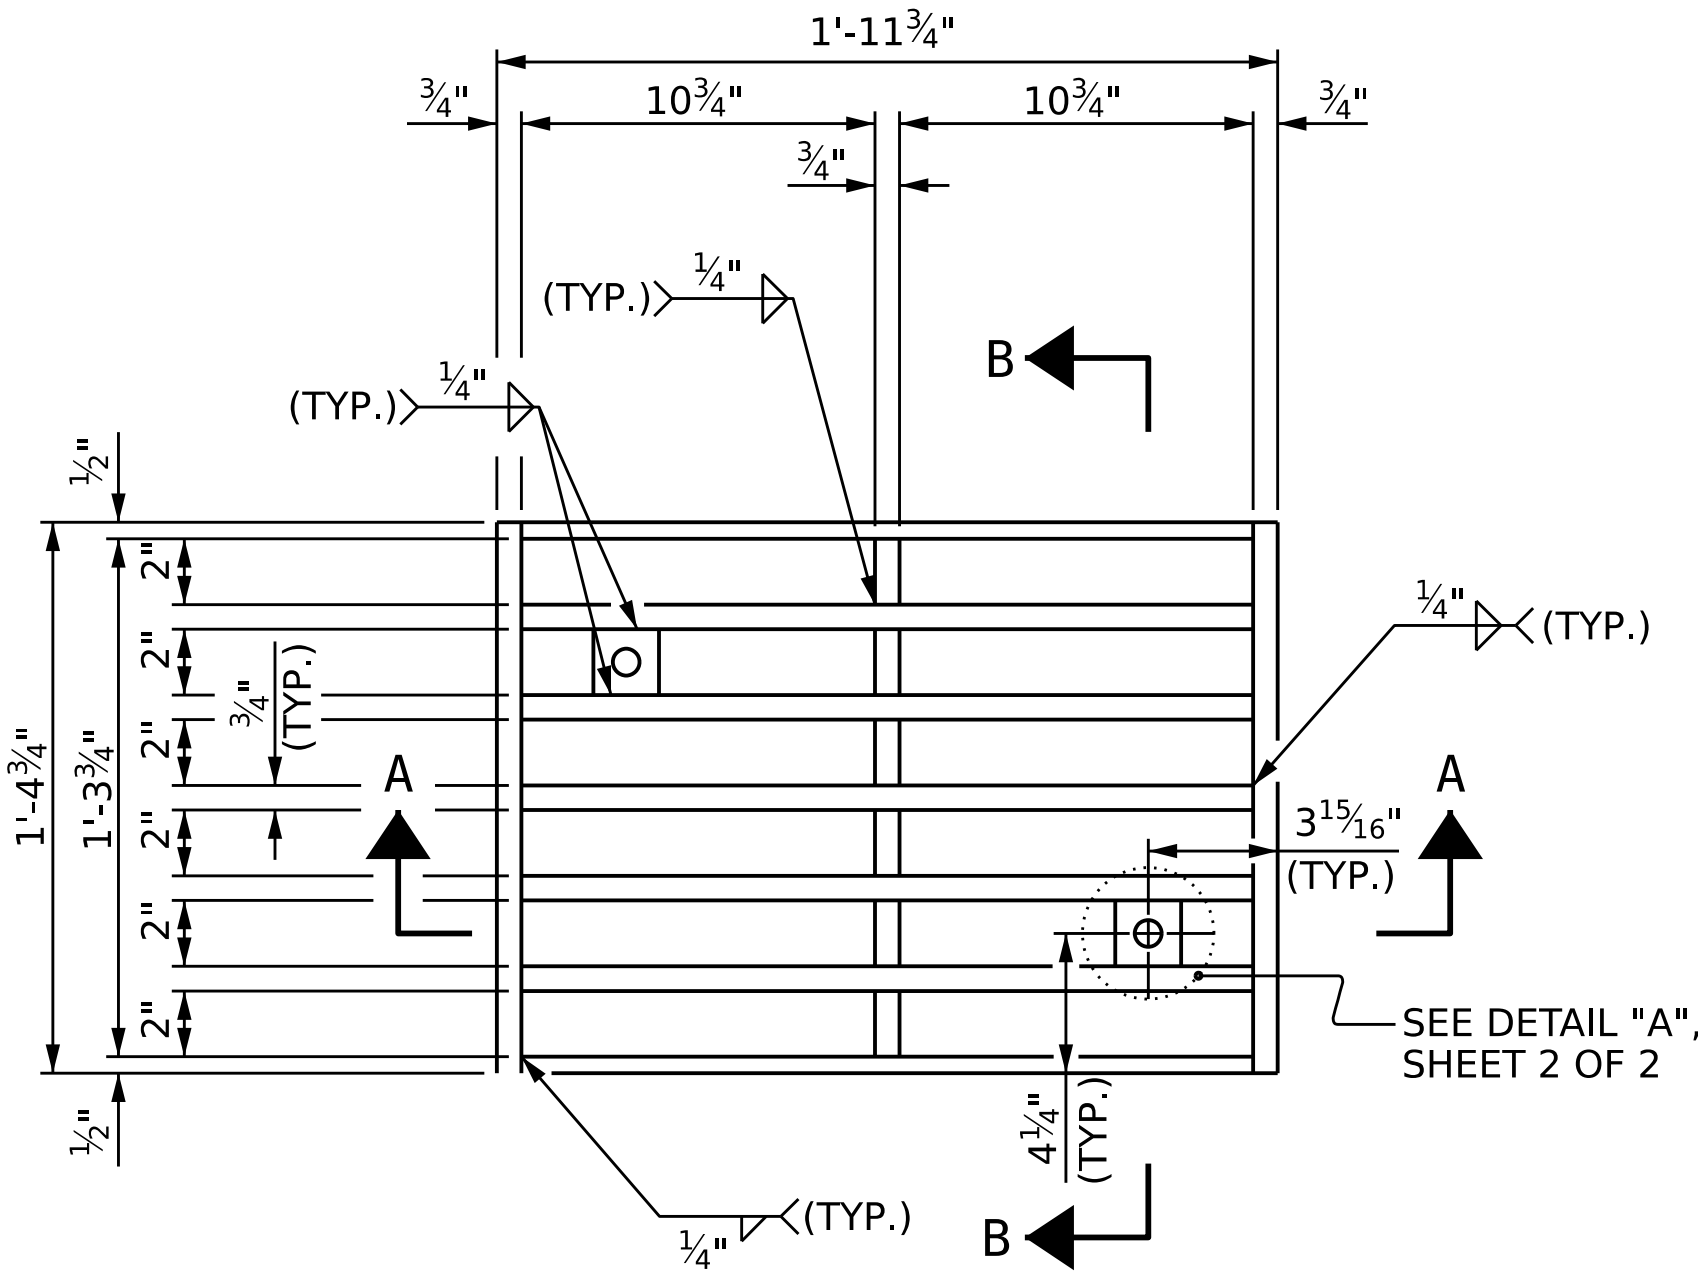 1'-11¾"
¾"
10¾"
10¾"
¾"
¾"
(TYP.)
¼"
B
(TYP.)
¼"
½"
2"
¼"
(TYP.)
2"
¾"
(TYP.)
2"
1'-4¾"
1'-3¾"
A
A
2"
3 15⁄16"
(TYP.)
2"
2"
SEE DETAIL "A",
SHEET 2 OF 2
½"
4¼"
(TYP.)
¼"
(TYP.)
B